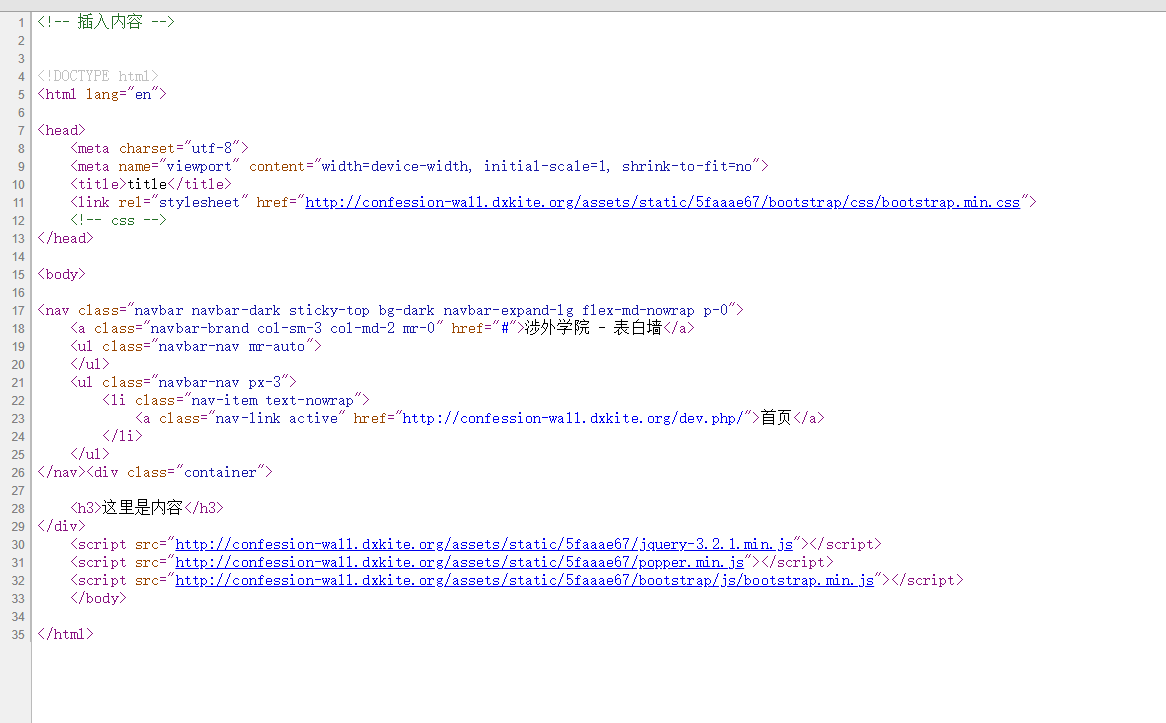 1 <!-- 插入内容 -->
2
3
4 <!DOCTYPE html>
5 <html lang="en">
6
7 <head>
8     <meta charset="utf-8">
9     <meta name="viewport" content="width=device-width, initial-scale=1, shrink-to-fit=no">
10     <title>title</title>
11     <link rel="stylesheet" href="http://confession-wall.dxkite.org/assets/static/5faaae67/bootstrap/css/bootstrap.min.css">
12     <!-- css -->
13 </head>
14
15 <body>
16
17 <nav class="navbar navbar-dark sticky-top bg-dark navbar-expand-lg flex-md-nowrap p-0">
18     <a class="navbar-brand col-sm-3 col-md-2 mr-0" href="#">涉外学院 - 表白墙</a>
19     <ul class="navbar-nav mr-auto">
20     </ul>
21     <ul class="navbar-nav px-3">
22         <li class="nav-item text-nowrap">
23             <a class="nav-link active" href="http://confession-wall.dxkite.org/dev.php/">首页</a>
24         </li>
25     </ul>
26 </nav><div class="container">
27
28     <h3>这里是内容</h3>
29 </div>
30     <script src="http://confession-wall.dxkite.org/assets/static/5faaae67/jquery-3.2.1.min.js"></script>
31     <script src="http://confession-wall.dxkite.org/assets/static/5faaae67/popper.min.js"></script>
32     <script src="http://confession-wall.dxkite.org/assets/static/5faaae67/bootstrap/js/bootstrap.min.js"></script>
33     </body>
34
35 </html>